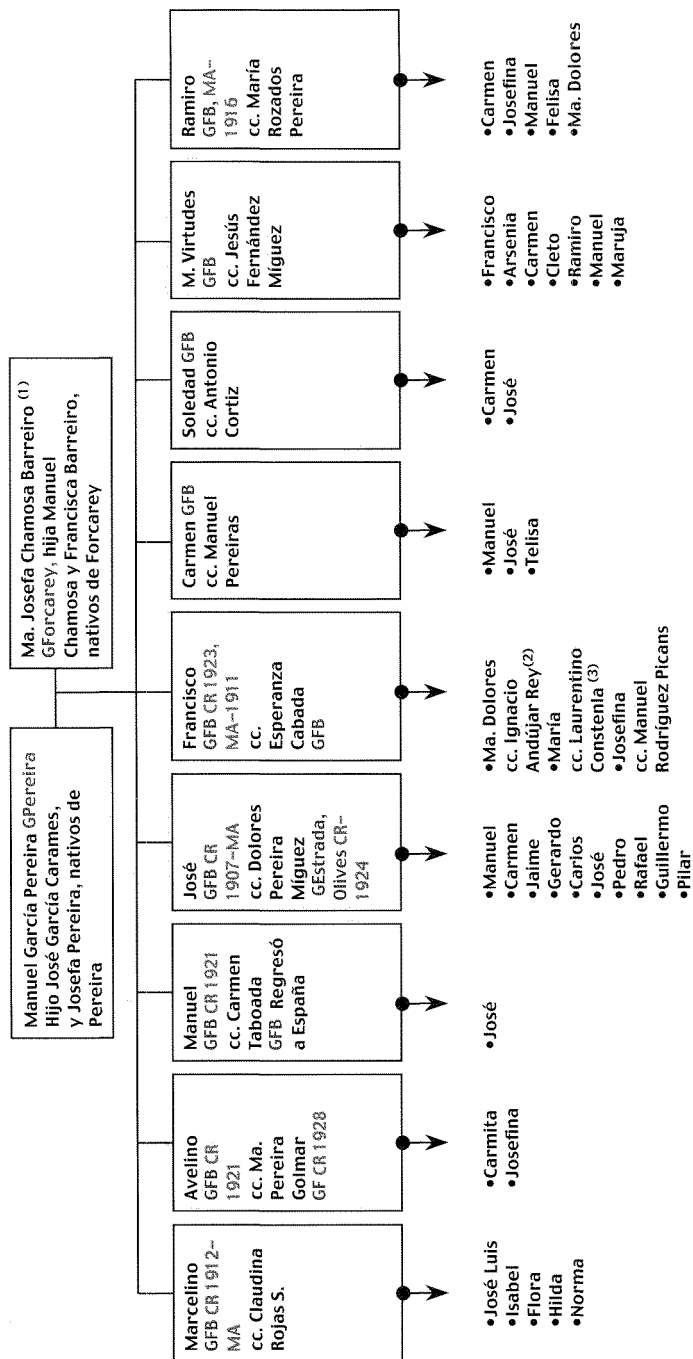 Manuel García Pereira GPereira
Hijo José García Carames,
y Josefa Pereira, nativos de
Pereira
Ma. Josefa Chamosa Barreiro (1)
GForcarey, hija Manuel
Chamosa y Francisca Barreiro,
nativos de Forcarey
Marcelino
GFB CR 1912–
MA
cc. Claudina
Rojas S.
•José Luis
•Isabel
•Flora
•Hilda
•Norma
Avelino
GFB CR
1921
cc. Ma.
Pereira
Golmar
GF CR 1928
•Carmita
•Josefina
Manuel
GFB CR 1921
cc. Carmen
Taboada
GFB Regresó
a España
•José
José
GFB CR
1907–MA
cc. Dolores
Pereira
Míguez
GEstrada,
Olives CR–
1924
•Manuel
•Carmen
•Jaime
•Gerardo
•Carlos
•José
•Pedro
•Rafael
•Guillermo
•Pilar
Francisco
GFB CR 1923,
MA–1911
cc.
Esperanza
Cabada
GFB
•Ma. Dolores
cc. Ignacio
Andújar Rey(2)
•María
cc. Laurentino
Constenla (3)
•Josefina
cc. Manuel
Rodríguez Picans
Carmen GFB
cc. Manuel
Pereiras
•Manuel
•José
•Telisa
Soledad GFB
cc. Antonio
Cortiz
•Carmen
•José
M. Virtudes
GFB
cc. Jesús
Fernández
Míguez
•Francisco
•Arsenia
•Carmen
•Cleto
•Ramiro
•Manuel
•Maruja
Ramiro
GFB, MA–
1916
cc. María
Rozados
Pereira
•Carmen
•Josefina
•Manuel
•Felisa
•Ma. Dolores